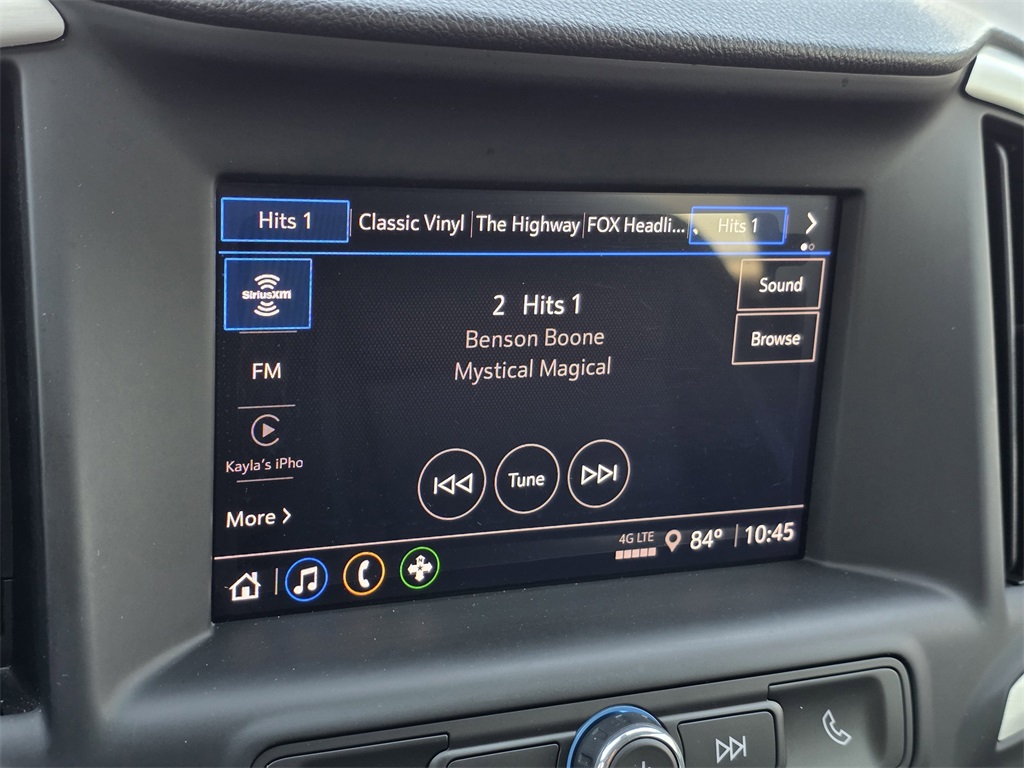 Hits 1 Classic Vinyl The Highway FOX Headli... Hits 1
SiriusXM
2 Hits 1
Sound
Benson Boone
Browse
Mystical Magical
FM
Kayla's iPho
Tune
More
4G LTE 84° 10:45